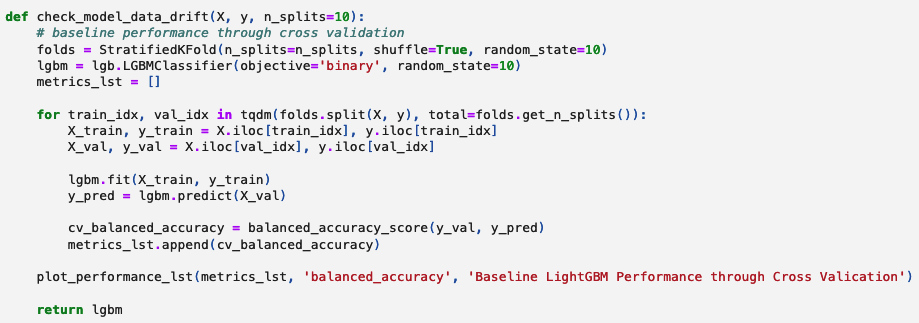 def check_model_data_drift(X, y, n_splits=10):
    # baseline performance through cross validation
    folds = StratifiedKFold(n_splits=n_splits, shuffle=True, random_state=10)
    lgbm = lgb.LGBMClassifier(objective='binary', random_state=10)
    metrics_lst = []

    for train_idx, val_idx in tqdm(folds.split(X, y), total=folds.get_n_splits()):
        X_train, y_train = X.iloc[train_idx], y.iloc[train_idx]
        X_val, y_val = X.iloc[val_idx], y.iloc[val_idx]

        lgbm.fit(X_train, y_train)
        y_pred = lgbm.predict(X_val)

        cv_balanced_accuracy = balanced_accuracy_score(y_val, y_pred)
        metrics_lst.append(cv_balanced_accuracy)

    plot_performance_lst(metrics_lst, 'balanced_accuracy', 'Baseline LightGBM Performance through Cross Valication')

    return lgbm